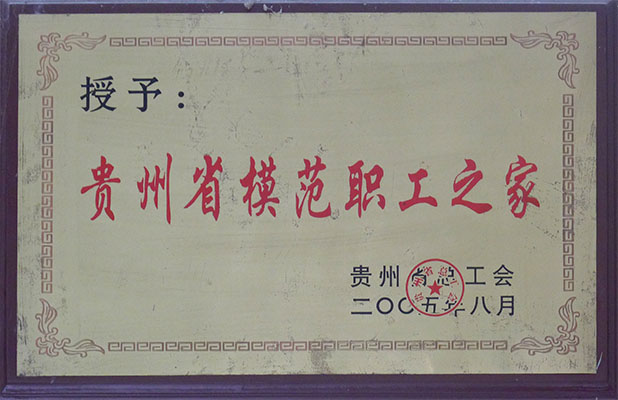 授予：
贵州省模范职工之家
贵州省总工会
二〇〇五年八月